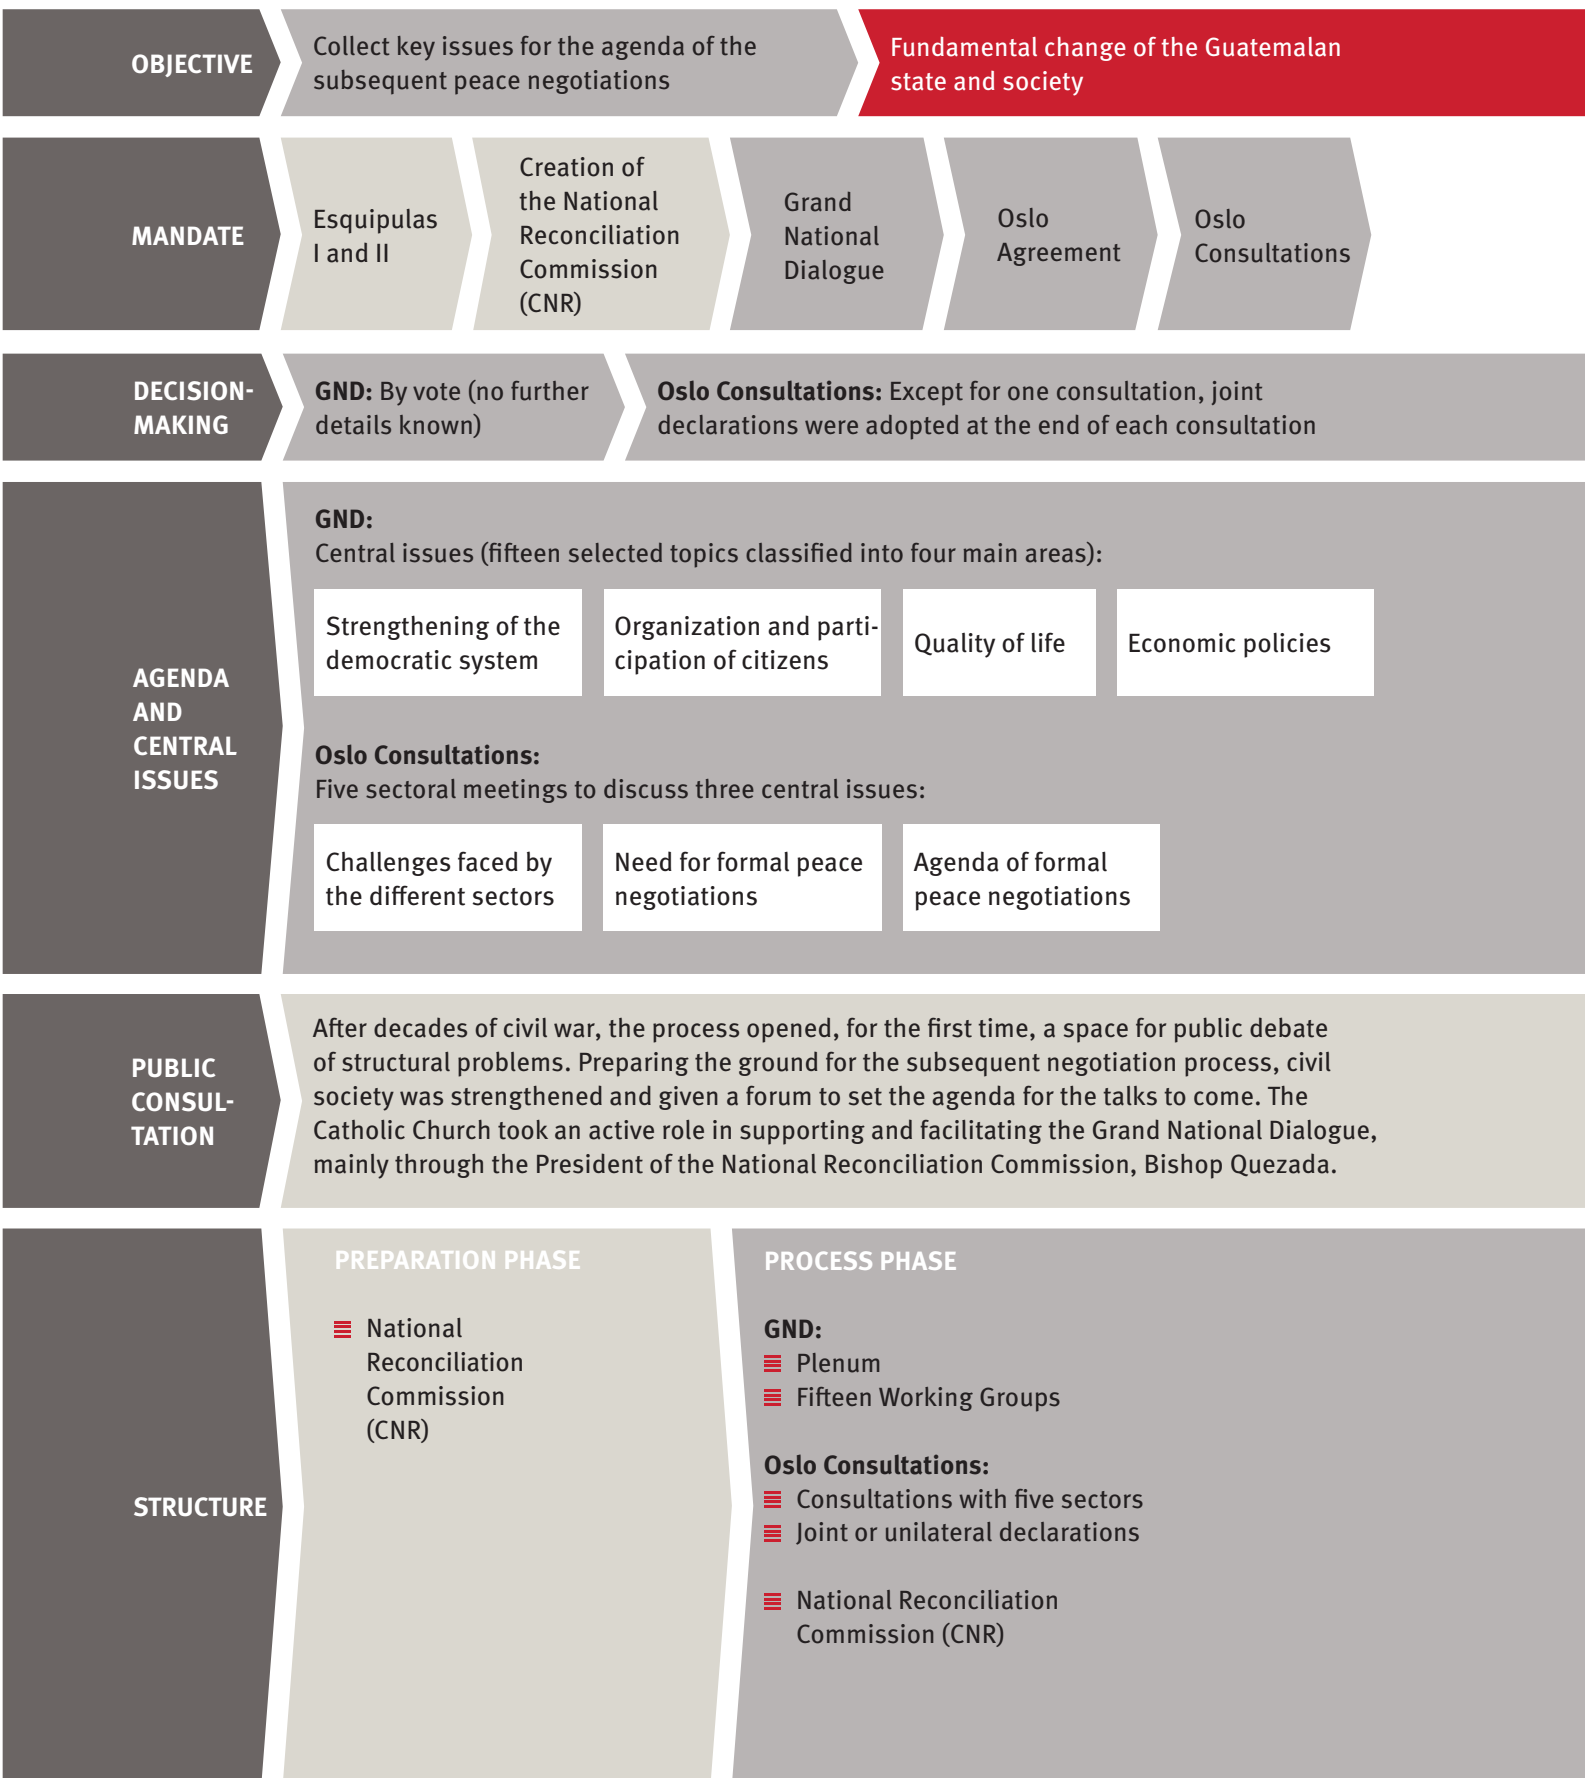 OBJECTIVE
Collect key issues for the agenda of the
subsequent peace negotiations
Fundamental change of the Guatemalan
state and society
MANDATE
Esquipulas
I and II
Creation of
the National
Reconciliation
Commission
(CNR)
Grand
National
Dialogue
Oslo
Agreement
Oslo
Consultations
DECISION-
MAKING
GND: By vote (no further
details known)
Oslo Consultations: Except for one consultation, joint
declarations were adopted at the end of each consultation
AGENDA
AND
CENTRAL
ISSUES
GND:
Central issues (fifteen selected topics classified into four main areas):
Strengthening of the
democratic system
Organization and parti-
cipation of citizens
Quality of life
Economic policies
Oslo Consultations:
Five sectoral meetings to discuss three central issues:
Challenges faced by
the different sectors
Need for formal peace
negotiations
Agenda of formal
peace negotiations
PUBLIC
CONSUL-
TATION
After decades of civil war, the process opened, for the first time, a space for public debate
of structural problems. Preparing the ground for the subsequent negotiation process, civil
society was strengthened and given a forum to set the agenda for the talks to come. The
Catholic Church took an active role in supporting and facilitating the Grand National Dialogue,
mainly through the President of the National Reconciliation Commission, Bishop Quezada.
STRUCTURE
PREPARATION PHASE
National
Reconciliation
Commission
(CNR)
PROCESS PHASE
GND:
Plenum
Fifteen Working Groups
Oslo Consultations:
Consultations with five sectors
Joint or unilateral declarations
National Reconciliation
Commission (CNR)